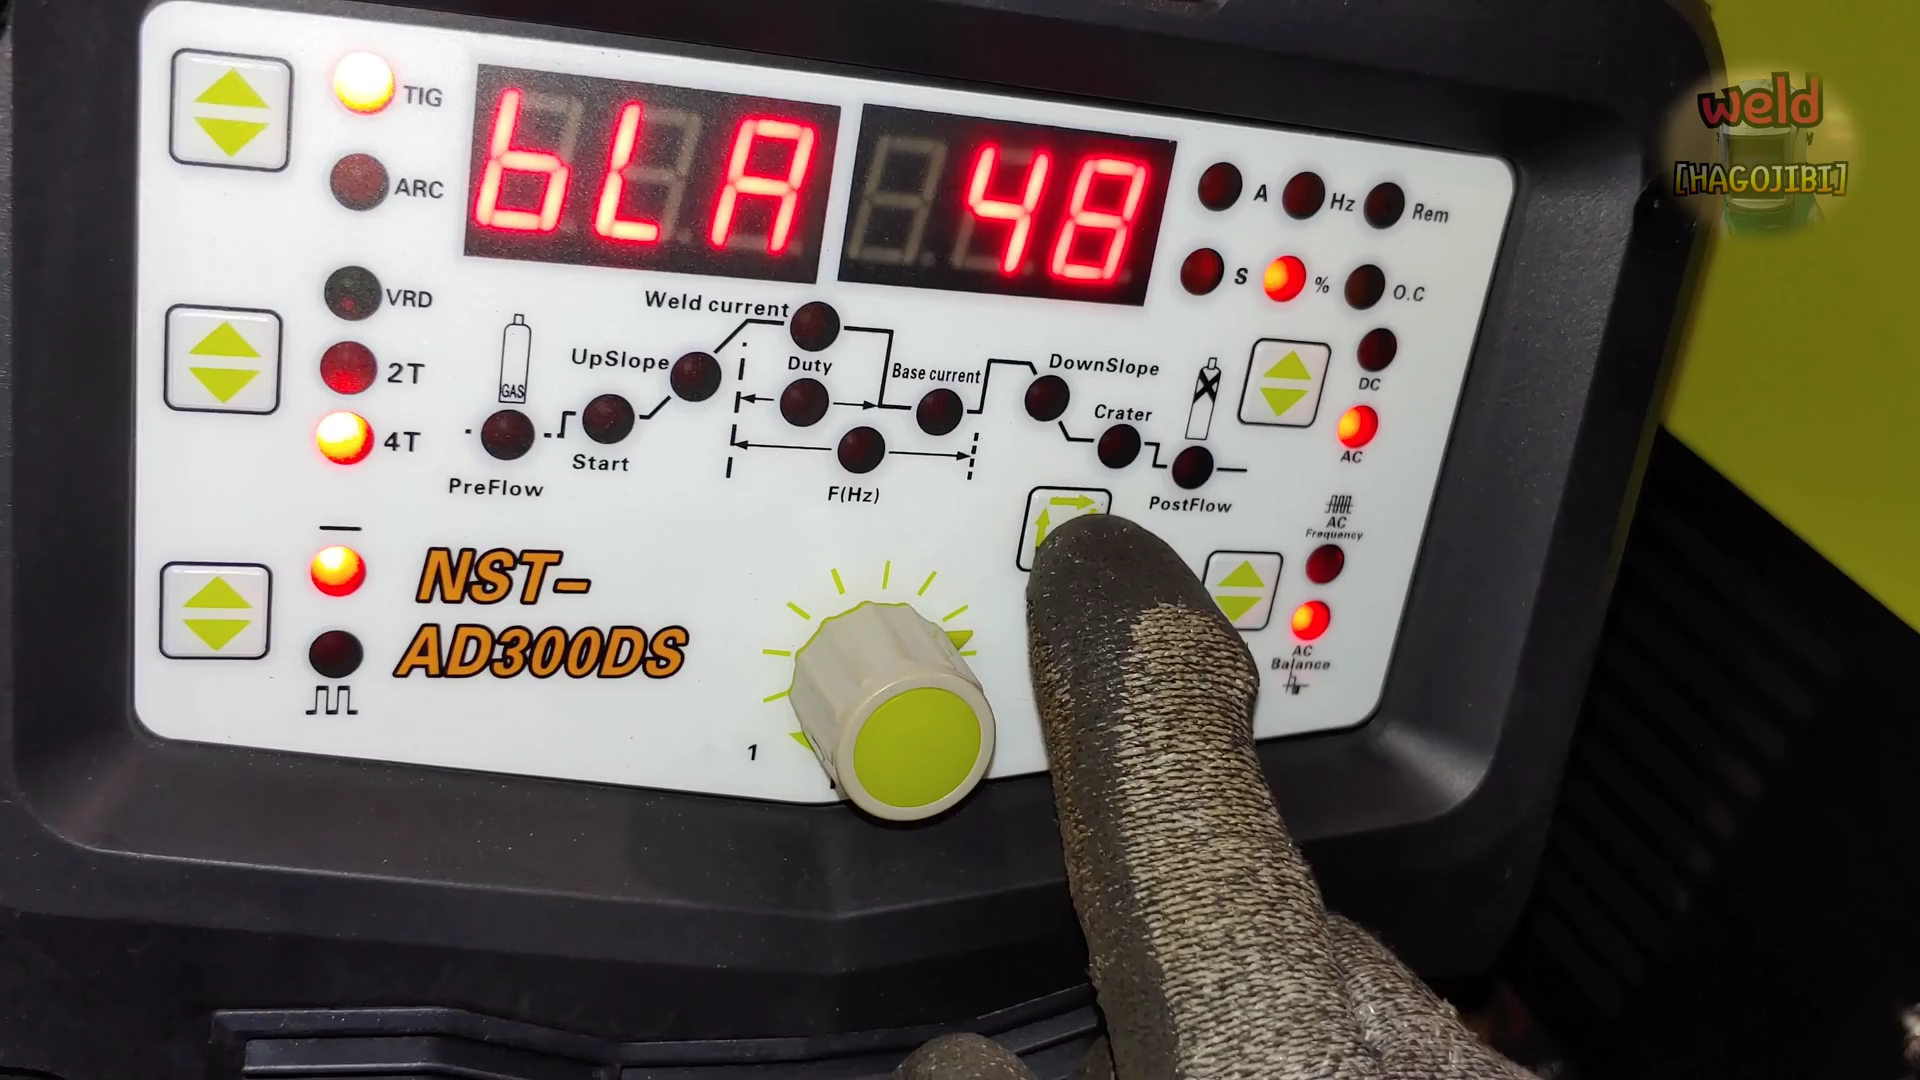 TIG
ARC
VRD
2T
4T
bLA
48
A
Hz
Rem
S
%
O.C
DC
AC
Weld current
UpSlope
Duty
Base current
DownSlope
GAS
Crater
Start
PreFlow
F(Hz)
PostFlow
AC
Frequency
AC
Balance
NST-
AD300DS
1
weld
[HAGOJIBI]